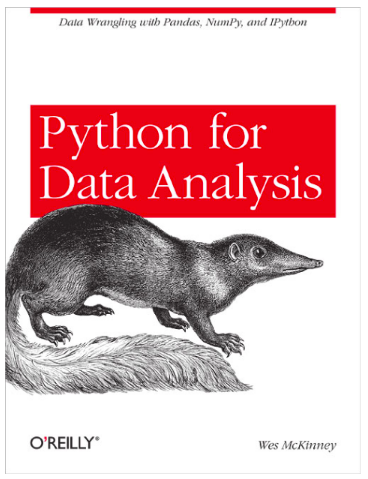 Data Wrangling with Pandas, NumPy, and IPython
Python for
Data Analysis
O'REILLY®
Wes McKinney